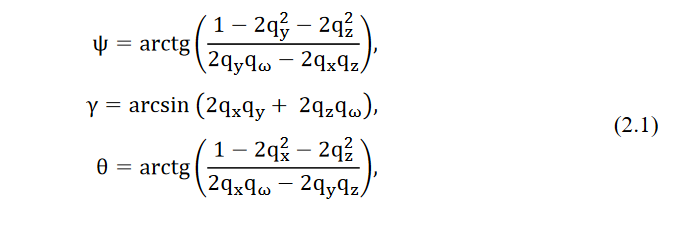 ψ = arctg((1 − 2q_y^2 − 2q_z^2)/(2q_yq_ω − 2q_xq_z)),
γ = arcsin (2q_xq_y + 2q_zq_ω),
(2.1)
θ = arctg((1 − 2q_x^2 − 2q_z^2)/(2q_xq_ω − 2q_yq_z)),